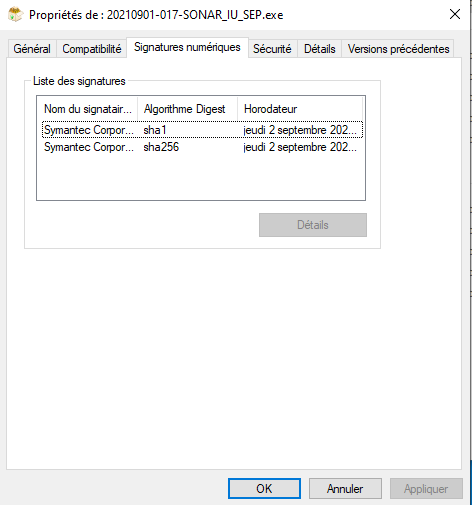 Propriétés de : 20210901-017-SONAR_IU_SEP.exe
Général Compatibilité Signatures numériques Sécurité Détails Versions précédentes
Liste des signatures
Nom du signatair... Algorithme Digest Horodateur
Symantec Corpor... sha1 jeudi 2 septembre 202...
Symantec Corpor... sha256 jeudi 2 septembre 202...
Détails
OK Annuler Appliquer